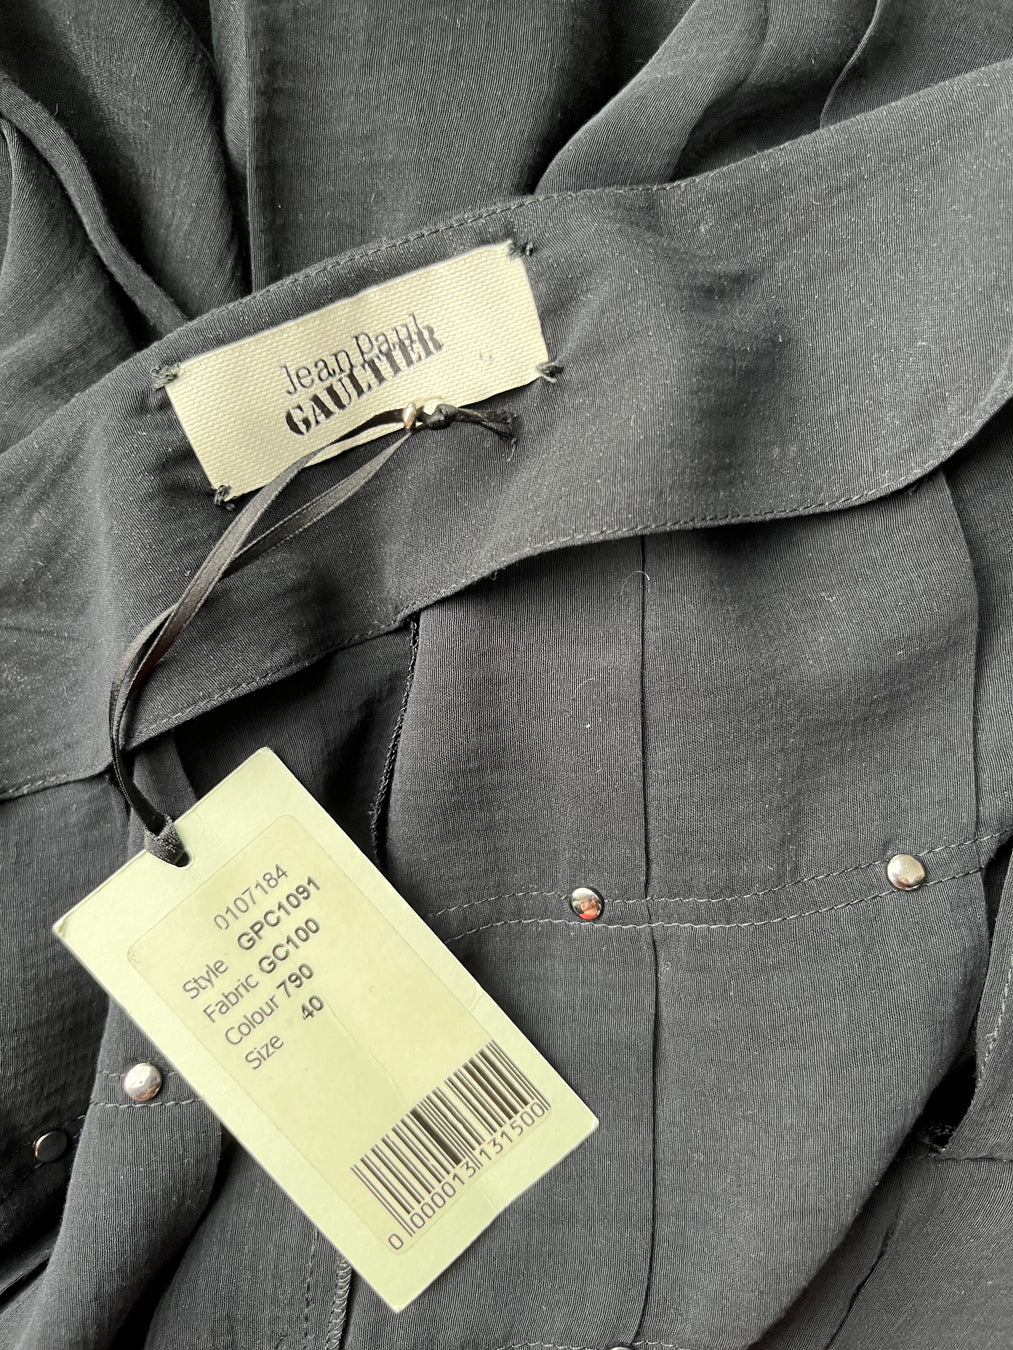 Jean Paul
GAULTIER
0107184
Style GPC1091
Fabric GC100
Colour 790
Size 40
0 000013 131500